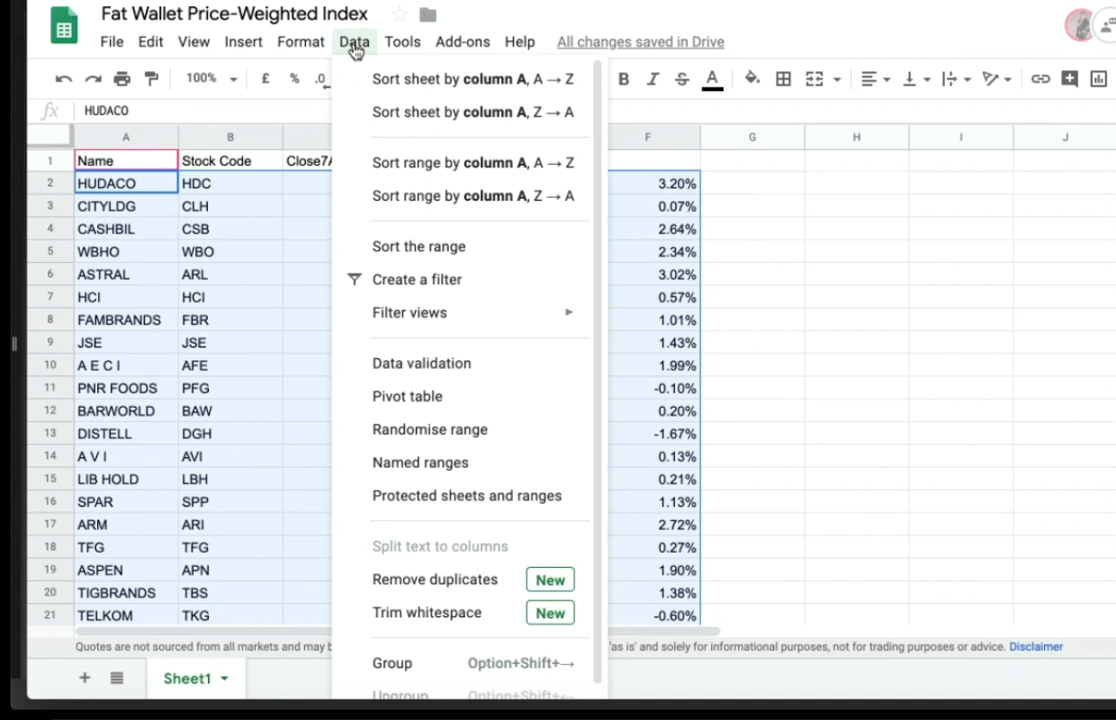 Fat Wallet Price-Weighted Index
File Edit View Insert Format Data Tools Add-ons Help All changes saved in Drive
100% £ % .0 B I S A
fx HUDACO
A B F G H I J
1 Name Stock Code Close7
2 HUDACO HDC 3.20%
3 CITYLDG CLH 0.07%
4 CASHBIL CSB 2.64%
5 WBHO WBO 2.34%
6 ASTRAL ARL 3.02%
7 HCI HCI 0.57%
8 FAMBRANDS FBR 1.01%
9 JSE JSE 1.43%
10 A E C I AFE 1.99%
11 PNR FOODS PFG -0.10%
12 BARWORLD BAW 0.20%
13 DISTELL DGH -1.67%
14 A V I AVI 0.13%
15 LIB HOLD LBH 0.21%
16 SPAR SPP 1.13%
17 ARM ARI 2.72%
18 TFG TFG 0.27%
19 ASPEN APN 1.90%
20 TIGBRANDS TBS 1.38%
21 TELKOM TKG -0.60%
Sort sheet by column A, A → Z
Sort sheet by column A, Z → A
Sort range by column A, A → Z
Sort range by column A, Z → A
Sort the range
Create a filter
Filter views
Data validation
Pivot table
Randomise range
Named ranges
Protected sheets and ranges
Split text to columns
Remove duplicates New
Trim whitespace New
Group Option+Shift+→
Ungroup Option+Shift+←
Quotes are not sourced from all markets and may b 'as is' and solely for informational purposes, not for trading purposes or advice. Disclaimer
Sheet1